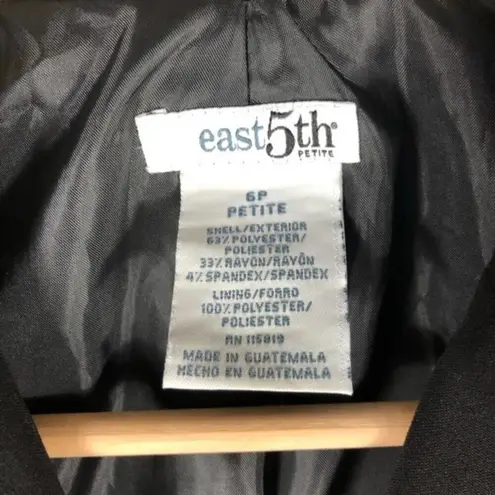 east5th®
PETITE
6P
PETITE
SHELL/EXTERIOR
63% POLYESTER/
POLIESTER
33% RAYON/RAYÓN
4% SPANDEX/SPANDEX
LINING/FORRO
100% POLYESTER/
POLIESTER
RN 115819
MADE IN GUATEMALA
HECHO EN GUATEMALA